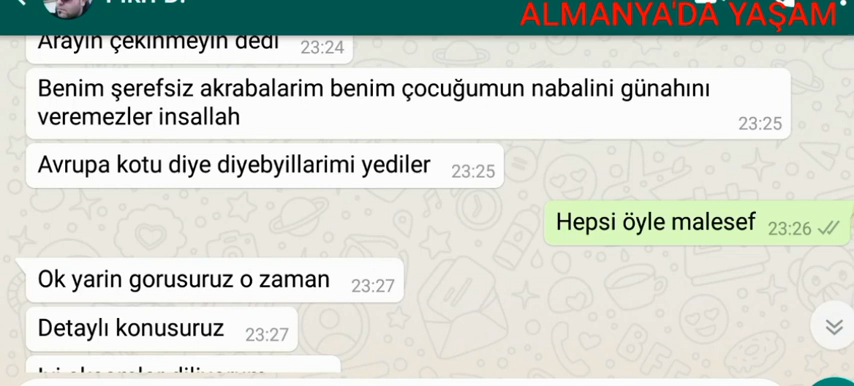 ALMANYA'DA YAŞAM
Arayin çekinmeyin dedi 23:24
Benim şerefsiz akrabalarim benim çocuğumun nabalini günahını
veremezler insallah
23:25
Avrupa kotu diye diyebyillarimi yediler 23:25
Hepsi öyle malesef 23:26
Ok yarin gorusuruz o zaman 23:27
Detaylı konusuruz 23:27